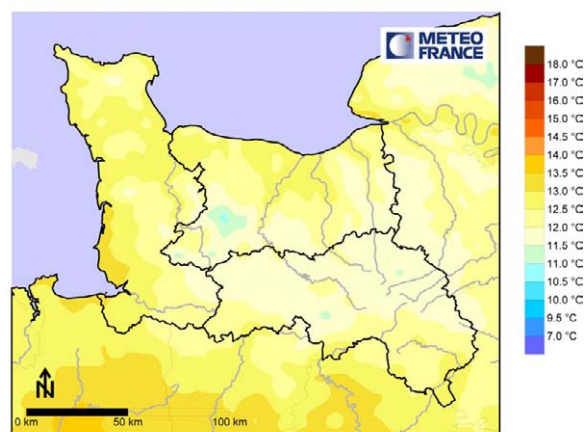 METEO
FRANCE
18.0 °C
17.0 °C
16.0 °C
15.5 °C
14.5 °C
14.0 °C
13.5 °C
13.0 °C
12.5 °C
12.0 °C
11.5 °C
11.0 °C
10.5 °C
10.0 °C
9.5 °C
7.0 °C
N
0 km 50 km 100 km